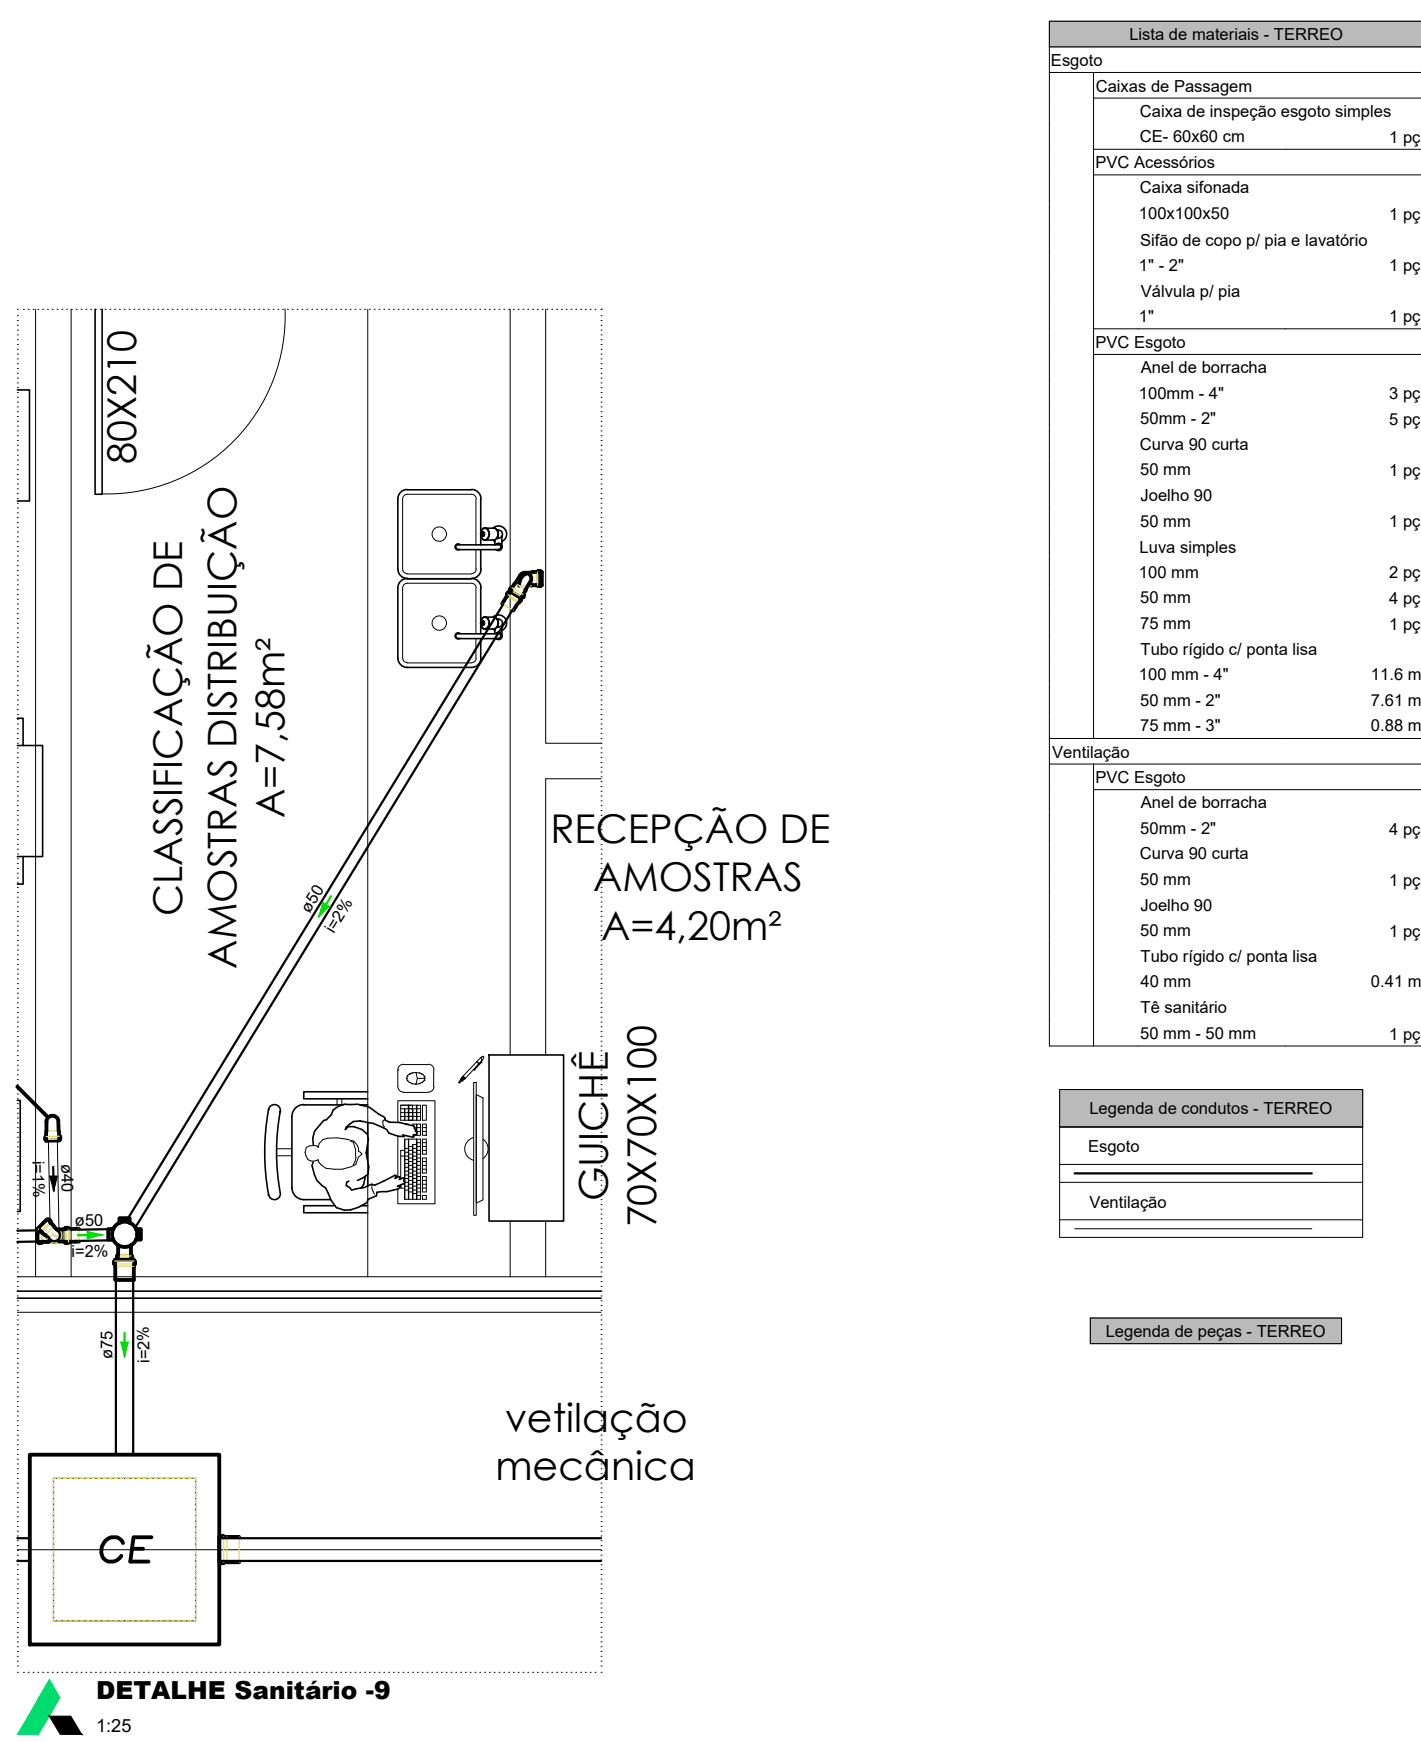 80X210
CLASSIFICAÇÃO DE
AMOSTRAS DISTRIBUIÇÃO
A=7,58m²
RECEPÇÃO DE
AMOSTRAS
A=4,20m²
ø50
i=2%
GUICHÊ
70X70X100
ø40
i=1%
ø50
i=2%
ø75
i=2%
vetilação
mecânica
CE
DETALHE Sanitário -9
1:25
Lista de materiais - TERREO
Esgoto
Caixas de Passagem
Caixa de inspeção esgoto simples
CE- 60x60 cm 1 pç
PVC Acessórios
Caixa sifonada
100x100x50 1 pç
Sifão de copo p/ pia e lavatório
1" - 2" 1 pç
Válvula p/ pia
1" 1 pç
PVC Esgoto
Anel de borracha
100mm - 4" 3 pç
50mm - 2" 5 pç
Curva 90 curta
50 mm 1 pç
Joelho 90
50 mm 1 pç
Luva simples
100 mm 2 pç
50 mm 4 pç
75 mm 1 pç
Tubo rígido c/ ponta lisa
100 mm - 4" 11.6 m
50 mm - 2" 7.61 m
75 mm - 3" 0.88 m
Ventilação
PVC Esgoto
Anel de borracha
50mm - 2" 4 pç
Curva 90 curta
50 mm 1 pç
Joelho 90
50 mm 1 pç
Tubo rígido c/ ponta lisa
40 mm 0.41 m
Tê sanitário
50 mm - 50 mm 1 pç
Legenda de condutos - TERREO
Esgoto
Ventilação
Legenda de peças - TERREO